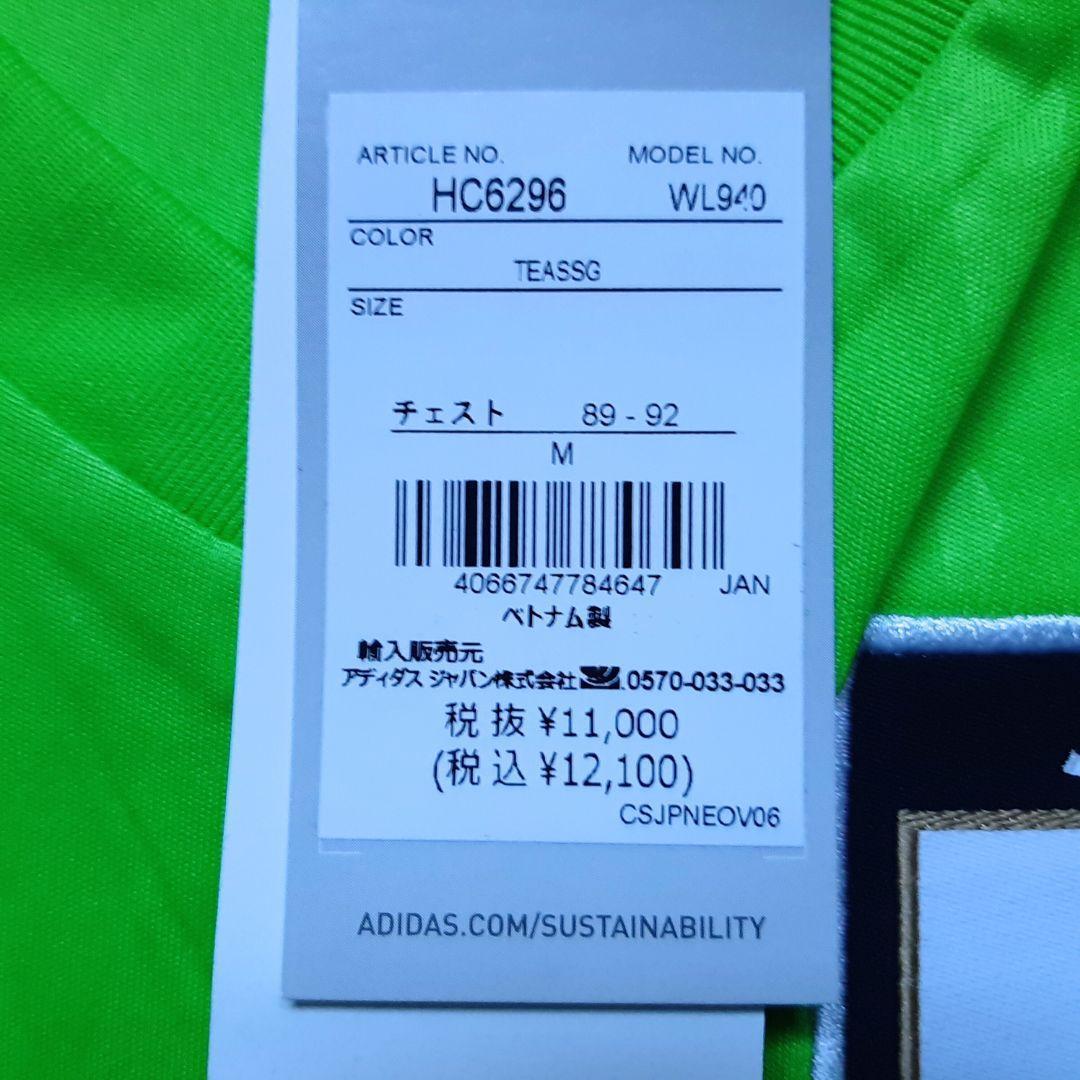 ARTICLE NO. MODEL NO.
HC6296 WL940
COLOR
TEASSG
SIZE
チェスト 89 - 92
M
4066747784647 JAN
ベトナム製
輸入販売元
アディダス ジャパン株式会社 0570-033-033
税抜 ¥11,000
(税込 ¥12,100)
CSJPNEOV06
ADIDAS.COM/SUSTAINABILITY